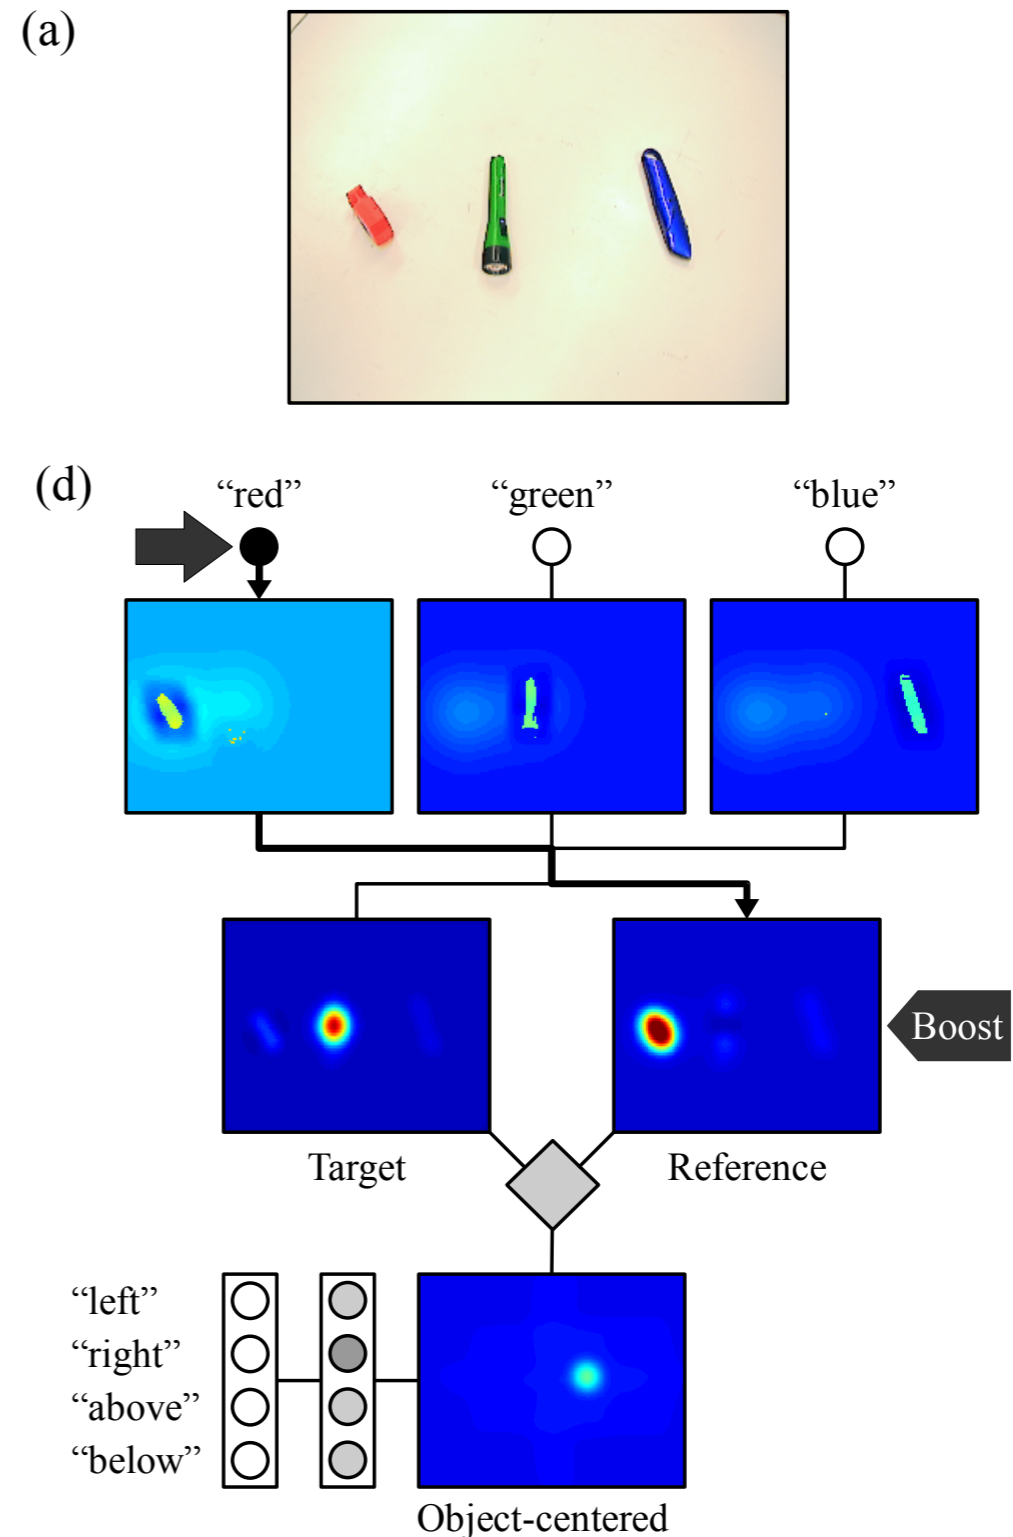 (a)
(d)
“red” “green” “blue”
Boost
Target Reference
“left”
“right”
“above”
“below”
Object-centered